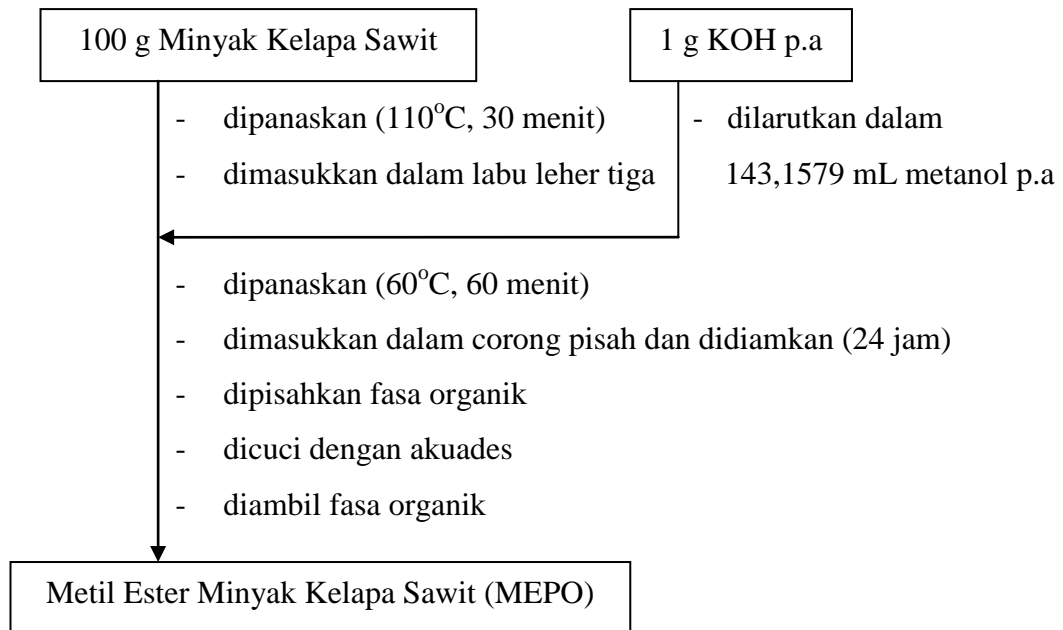 100 g Minyak Kelapa Sawit
1 g KOH p.a
- dipanaskan (110°C, 30 menit)
- dimasukkan dalam labu leher tiga
- dilarutkan dalam
143,1579 mL metanol p.a
- dipanaskan (60°C, 60 menit)
- dimasukkan dalam corong pisah dan didiamkan (24 jam)
- dipisahkan fasa organik
- dicuci dengan akuades
- diambil fasa organik
Metil Ester Minyak Kelapa Sawit (MEPO)